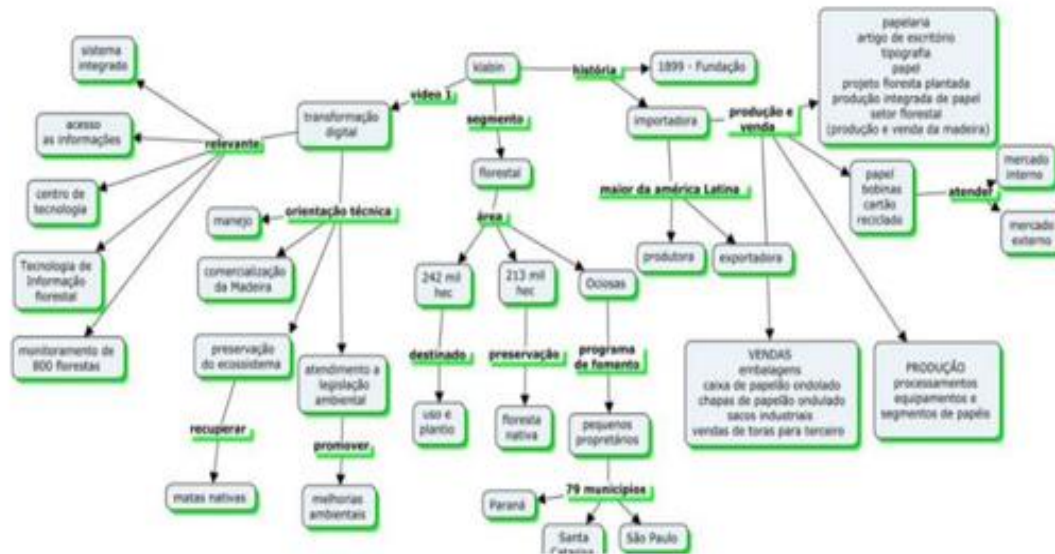 sistema
integrado
acesso
as informações
centro de
tecnologia
Tecnologia de
Informação
florestal
monitoramento de
800 florestas
relevante
transformação
digital
vídeo 1
klabin
história
1899 - Fundação
segmento
importadora
produção e
venda
papelaria
artigo de escritório
tipografia
papel
projeto floresta plantada
produção integrada de papel
setor florestal
(produção e venda da madeira)
papel
bobinas
cartão
reciclado
atender
mercado
interno
mercado
externo
florestal
maior da américa Latina
produtora
exportadora
manejo
orientação técnica
comercialização
da Madeira
preservação
do ecossistema
atendimento a
legislação
ambiental
recuperar
promover
matas nativas
melhorias
ambientais
área
242 mil
hec
213 mil
hec
Ociosas
destinado
preservação
programa
de fomanto
uso e
plantio
floresta
nativa
pequenos
propretários
79 municípios
Paraná
Santa
Catarina
São Paulo
VENDAS
embalagens
caixa de papelão ondolado
chapas de papelão ondulado
sacos industriais
vendas de toras para terceiro
PRODUÇÃO
processamentos
equipamentos e
segmentos de papéis